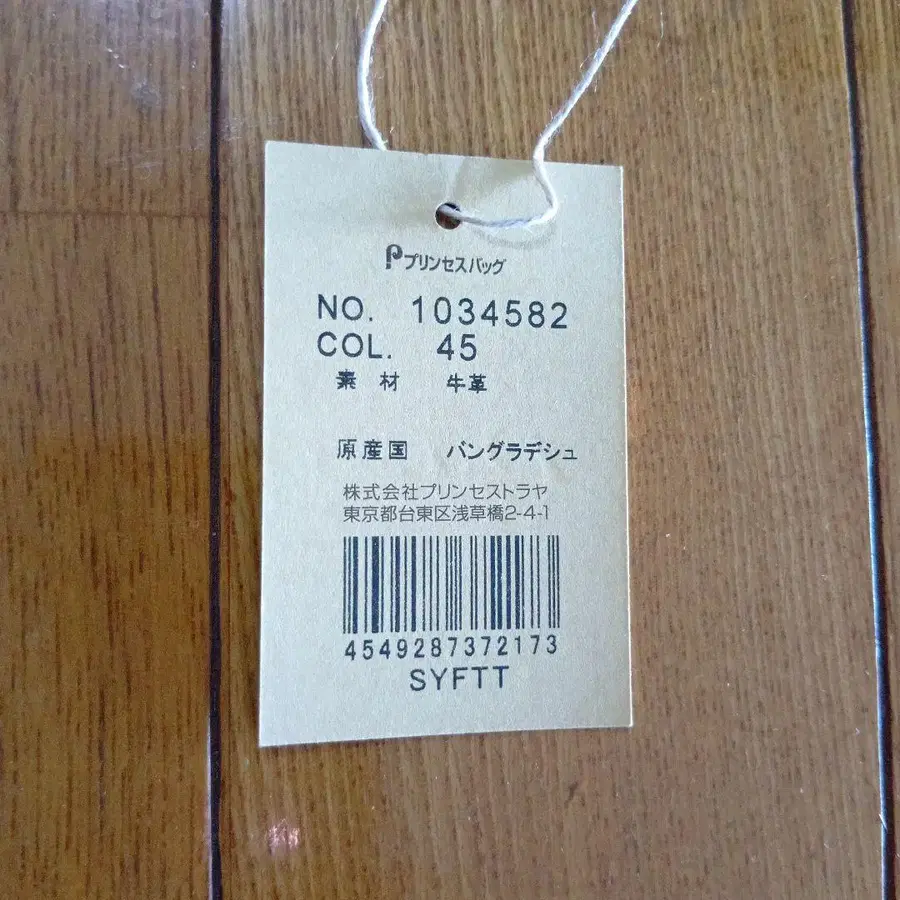 プリンセスバッグ
NO. 1034582
COL. 45
素材 牛革
原産国 バングラデシュ
株式会社プリンセストラヤ
東京都台東区浅草橋2-4-1
4549287372173
SYFTT